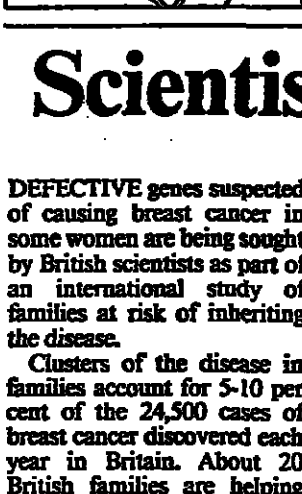 Scientis
DEFECTIVE genes suspected
of causing breast cancer in
some women are being sought
by British scientists as part of
an international study of
families at risk of inheriting
the disease.
Clusters of the disease in
families account for 5-10 per
cent of the 24,500 cases of
breast cancer discovered each
year in Britain. About 20
British families are helping